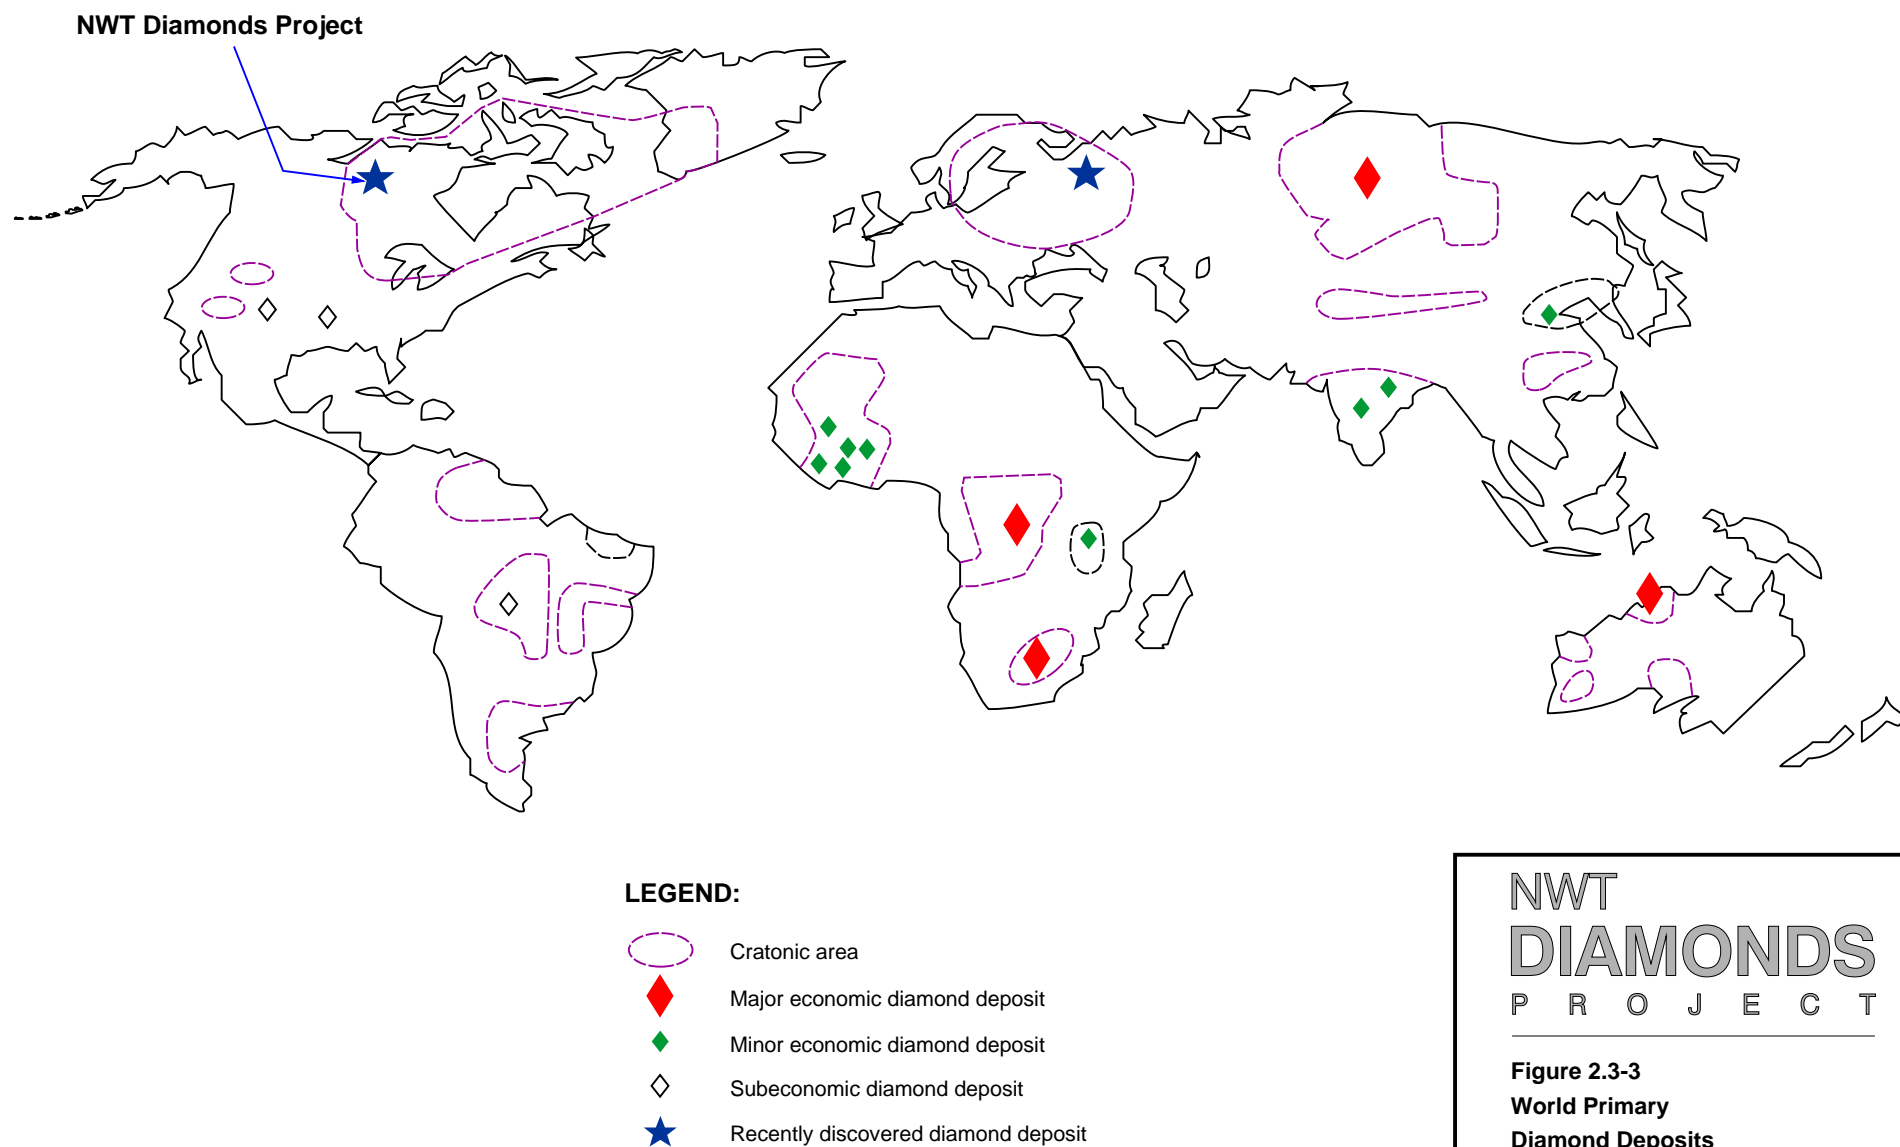 NWT Diamonds Project
LEGEND:
Cratonic area
Major economic diamond deposit
Minor economic diamond deposit
Subeconomic diamond deposit
Recently discovered diamond deposit
NWT
DIAMONDS
PROJECT
Figure 2.3-3
World Primary
Diamond Deposits